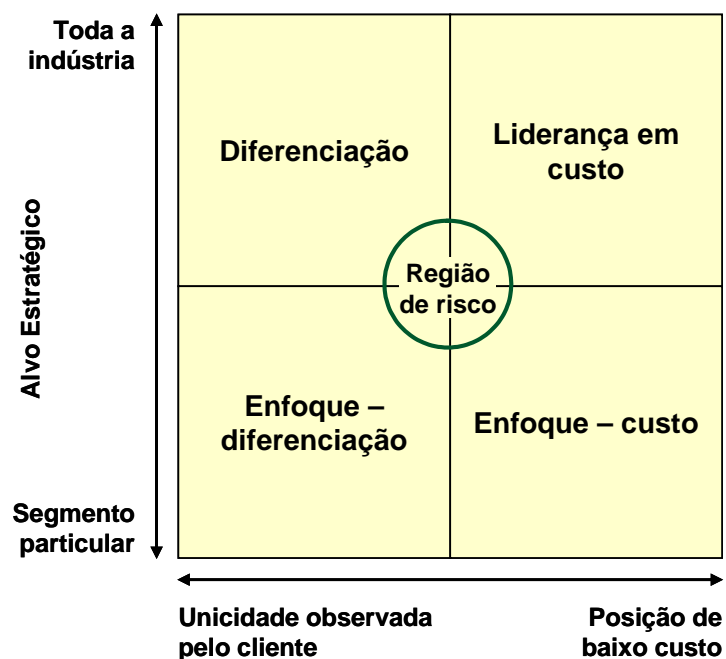 Toda a
indústria
Diferenciação
Liderança em
custo
Alvo Estratégico
Região
de risco
Enfoque –
diferenciação
Enfoque – custo
Segmento
particular
Unicidade observada
pelo cliente
Posição de
baixo custo